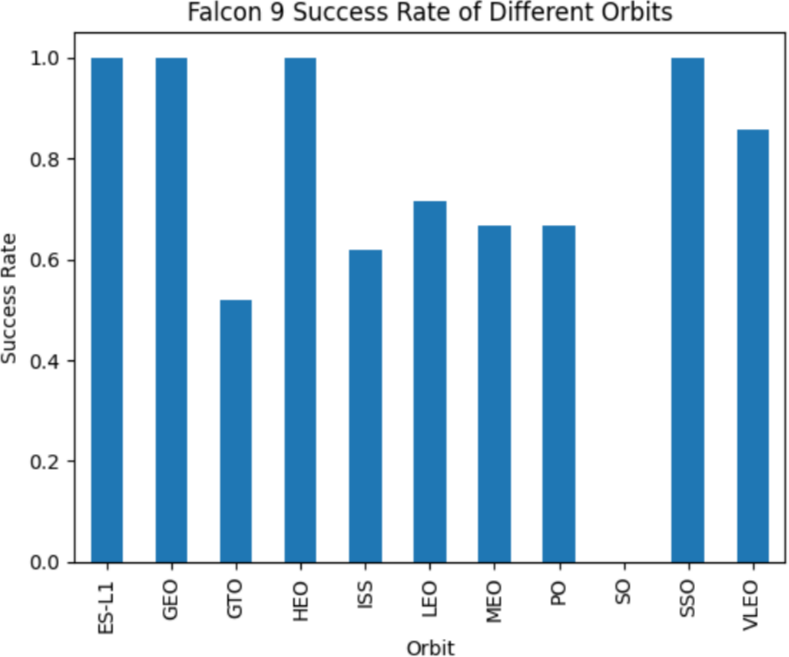 Falcon 9 Success Rate of Different Orbits
Success Rate
1.0
0.8
0.6
0.4
0.2
0.0
ES-L1
GEO
GTO
HEO
ISS
LEO
MEO
PO
SO
SSO
VLEO
Orbit